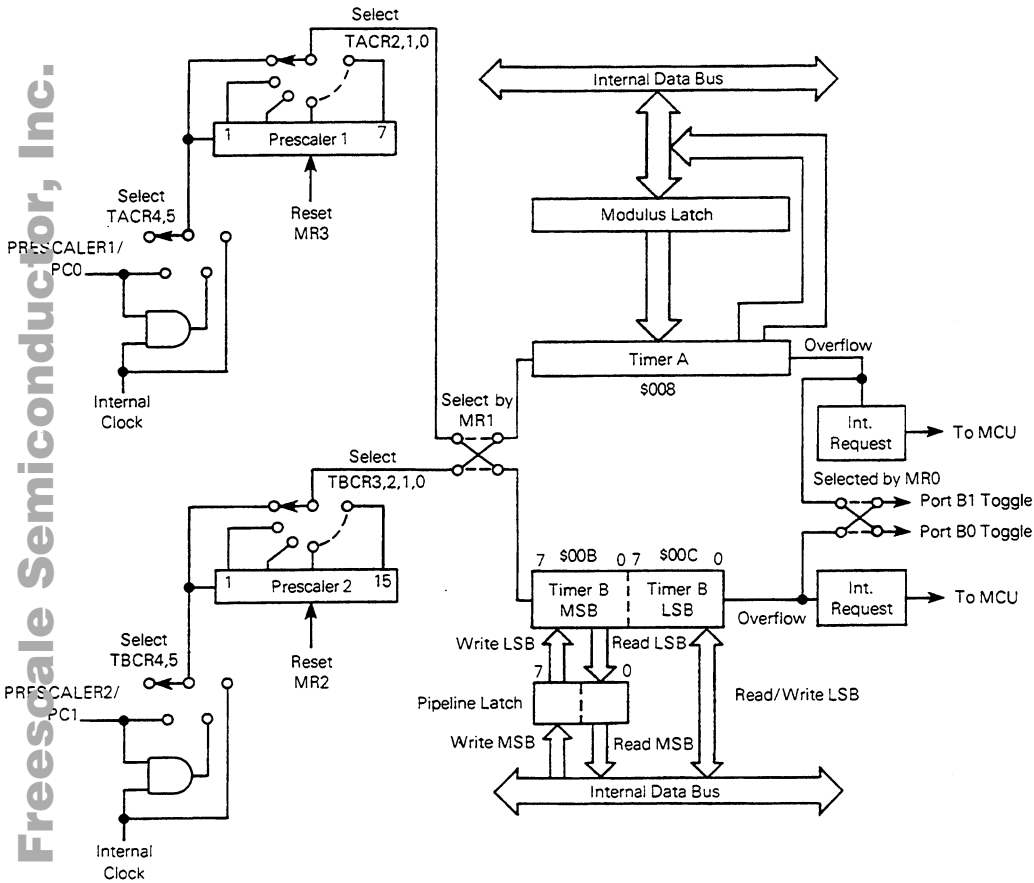 Freescale Semiconductor, Inc.
Select
TACR2,1,0
1
Prescaler 1
7
Reset
MR3
Select
TACR4,5
PRESCALER1/
PC0
Internal
Clock
Internal Data Bus
Modulus Latch
Timer A
$008
Overflow
Int.
Request
To MCU
Select by
MR1
Select
TBCR3,2,1,0
1
Prescaler 2
15
Reset
MR2
Select
TBCR4,5
PRESCALER2/
PC1
Internal
Clock
Selected by MR0
Port B1 Toggle
Port B0 Toggle
7 $00B 0 7 $00C 0
Timer B
MSB
Timer B
LSB
Overflow
Int.
Request
To MCU
Write LSB
Read LSB
7 0
Pipeline Latch
Read/Write LSB
Write MSB
Read MSB
Internal Data Bus